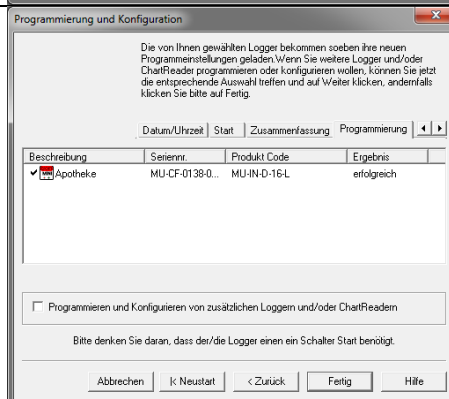 Programmierung und Konfiguration
Die von Ihnen gewählten Logger bekommen soeben ihre neuen
Programmeinstellungen geladen.Wenn Sie weitere Logger und/oder
ChartReader programmieren oder konfigurieren wollen, können Sie jetzt
die entsprechende Auswahl treffen und auf Weiter klicken, andernfalls
klicken Sie bitte auf Fertig.
Datum/Uhrzeit Start Zusammenfassung Programmierung
Beschreibung Seriennr. Produkt Code Ergebnis
MINI Apotheke MU-CF-0138-0... MU-IN-D-16-L erfolgreich
Programmieren und Konfigurieren von zusätzlichen Loggern und/oder ChartReadern
Bitte denken Sie daran, dass der/die Logger einen ein Schalter Start benötigt.
Abbrechen |< Neustart < Zurück Fertig Hilfe